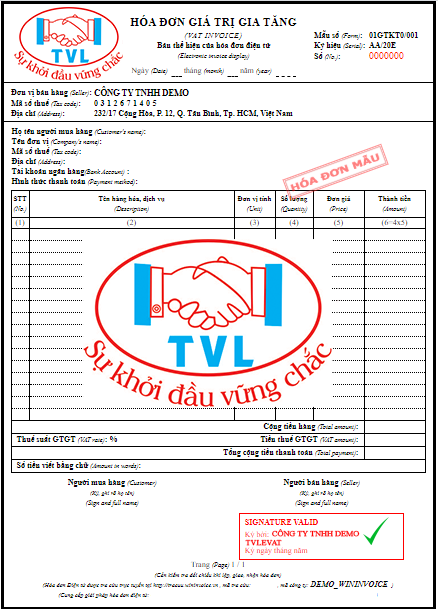 TVL
Sự khởi đầu vững chắc
HÓA ĐƠN GIÁ TRỊ GIA TĂNG
(VAT INVOICE)
Bản thể hiện của hóa đơn điện tử
(Electronic invoice display)
Ngày (Date) ___ tháng (month) ___ năm (year) _ _ _ _
Mẫu số (Form): 01GTKT0/001
Ký hiệu (Serial): AA/20E
Số (No.): 0000000
Đơn vị bán hàng (Seller): CÔNG TY TNHH DEMO
Mã số thuế (Tax code): 0 3 1 2 6 7 1 4 0 5
Địa chỉ (Address): 232/17 Cộng Hòa, P. 12, Q. Tân Bình, Tp. HCM, Việt Nam
Họ tên người mua hàng (Customer's name):
Tên đơn vị (Company's name):
Mã số thuế (Tax code):
Địa chỉ (Address):
Tài khoản ngân hàng (Bank Account) :
Hình thức thanh toán (Payment method):
HÓA ĐƠN MẪU
STT (No.) Tên hàng hóa, dịch vụ (Description) Đơn vị tính (Unit) Số lượng (Quantity) Đơn giá (Price) Thành tiền (Amount)
(1) (2) (3) (4) (5) (6=4x5)
TVL
Sự khởi đầu vững chắc
Cộng tiền hàng (Total amount):
Thuế suất GTGT (VAT rate): % Tiền thuế GTGT (VAT amount):
Tổng cộng tiền thanh toán (Total payment):
Số tiền viết bằng chữ (Amount in words):
Người mua hàng (Customer) Người bán hàng (Seller)
(Ký, ghi rõ họ tên) (Ký, ghi rõ họ tên)
(Sign and full name) (Sign and full name)
SIGNATURE VALID
Ký bởi: CÔNG TY TNHH DEMO
TVLEVAT
Ký ngày tháng năm
Trang (Page) 1 / 1
(Cần kiểm tra đối chiếu khi lập, giao, nhận hóa đơn)
(Hóa đơn Điện tử được tra cứu trực tuyến tại http://tracuu.wininvoice.vn , mã tra cứu: , mã công ty: DEMO_WININVOICE )
(Cung cấp giải pháp hóa đơn điện tử: